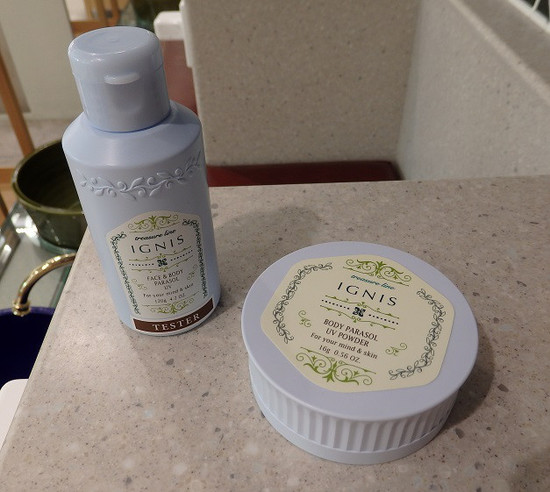 treasure line
IGNIS
FACE & BODY
PARASOL
UV
For your mind & skin
TESTER
treasure line
IGNIS
BODY PARASOL
UV POWDER
For your mind & skin
16g 0.56 OZ.